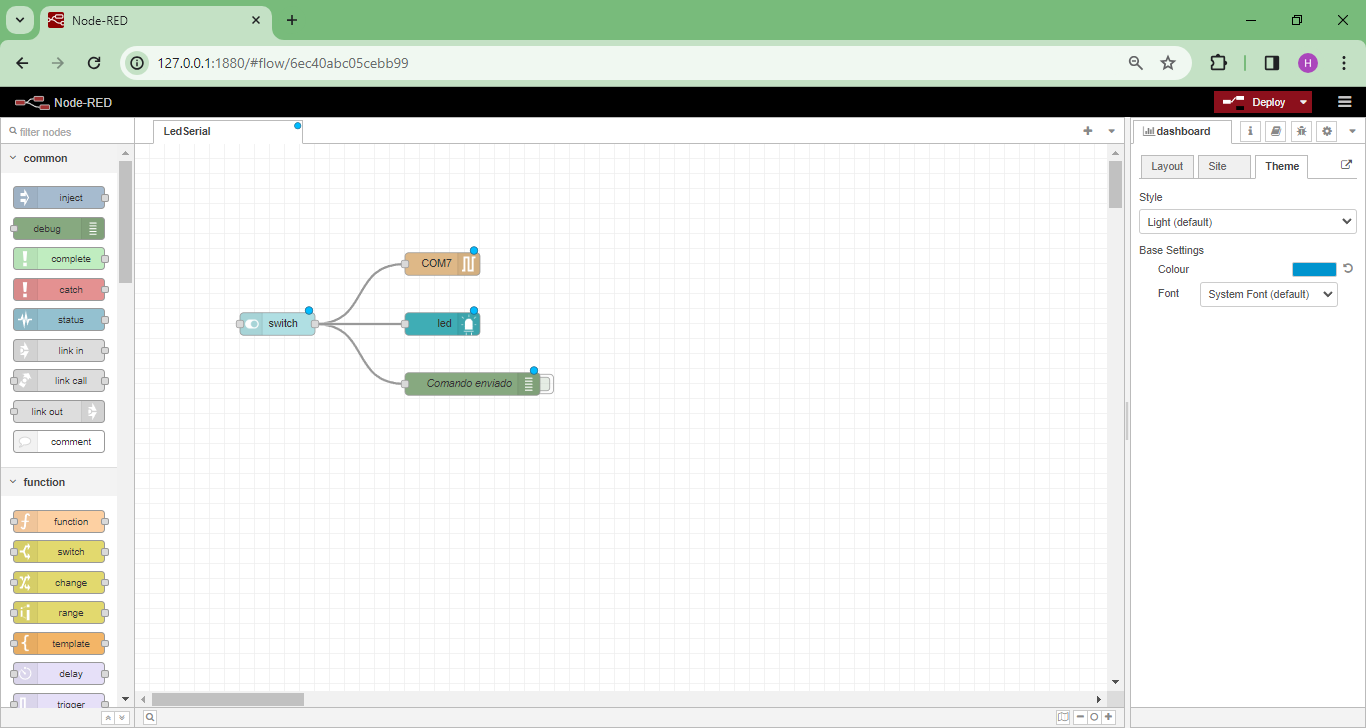 Node-RED
127.0.0.1:1880/#flow/6ec40abc05cebb99
H
Node-RED
Deploy
filter nodes
common
inject
debug
complete
catch
status
link in
link call
link out
comment
function
function
switch
change
range
template
delay
trigger
LedSerial
switch
COM7
led
Comando enviado
dashboard
i
Layout
Site
Theme
Style
Light (default)
Base Settings
Colour
Font
System Font (default)